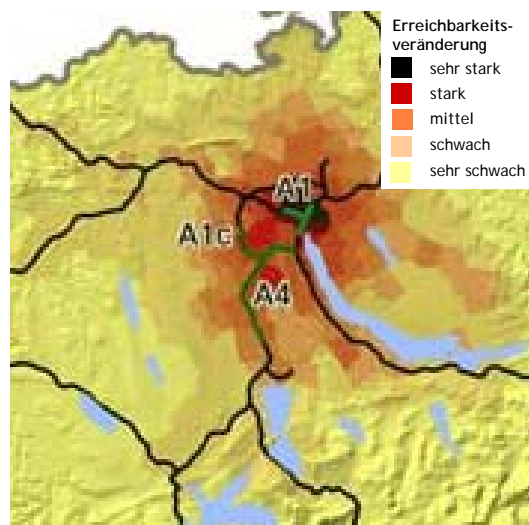 Erreichbarkeits-
veränderung
sehr stark
stark
mittel
schwach
sehr schwach
A1
A1c
A4